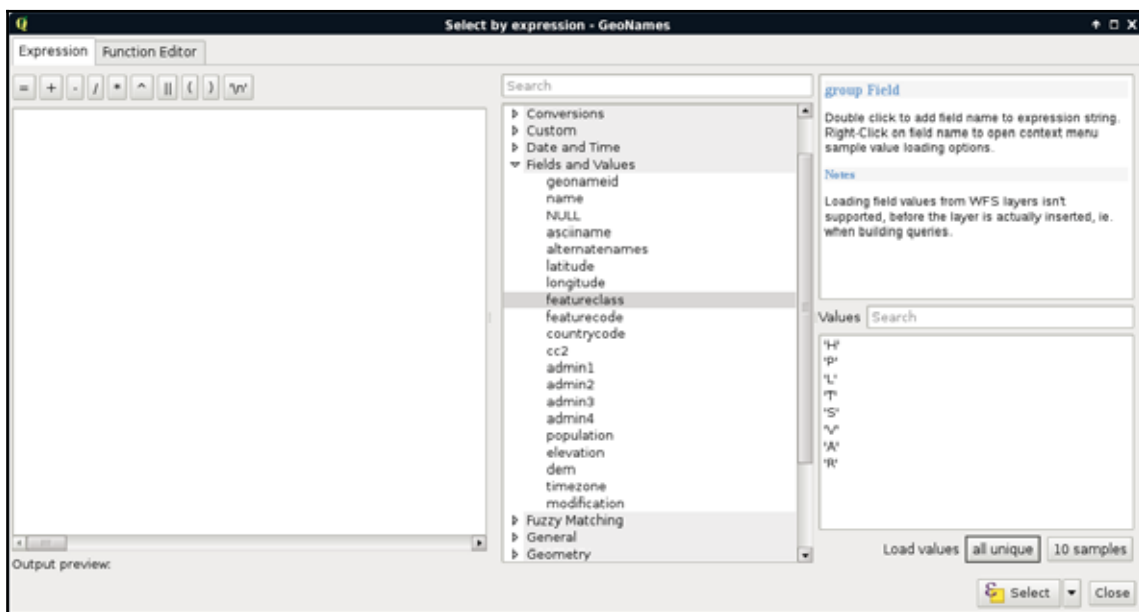 Select by expression - GeoNames
Expression
Function Editor
= + - / * ^ || ( ) '\n'
Search
Conversions
Custom
Date and Time
Fields and Values
geonameid
name
NULL
asciiname
alternatenames
latitude
longitude
featureclass
featurecode
countrycode
cc2
admin1
admin2
admin3
admin4
population
elevation
dem
timezone
modification
Fuzzy Matching
General
Geometry
group Field
Double click to add field name to expression string.
Right-Click on field name to open context menu
sample value loading options.
Notes
Loading field values from WFS layers isn't
supported, before the layer is actually inserted, ie.
when building queries.
Values Search
'H'
'P'
'L'
'T'
'S'
'V'
'A'
'R'
Load values all unique 10 samples
Output preview:
Select Close